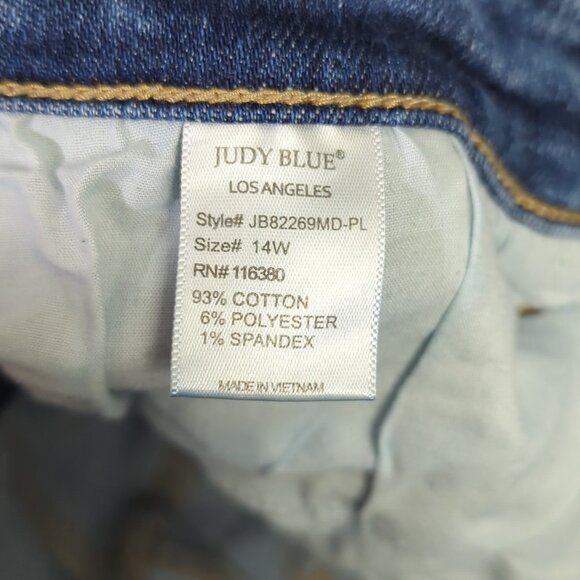 JUDY BLUE®
LOS ANGELES
Style# JB82269MD-PL
Size# 14W
RN# 116380
93% COTTON
6% POLYESTER
1% SPANDEX
MADE IN VIETNAM